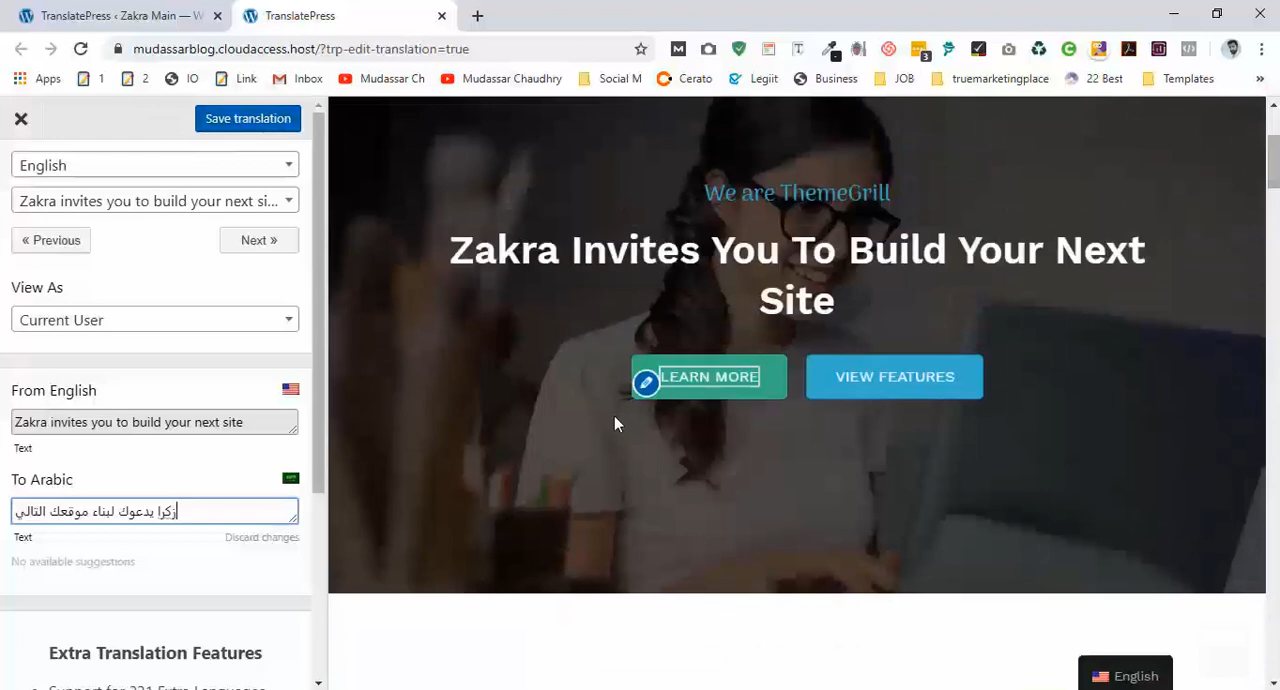 TranslatePress ‹ Zakra Main — W
TranslatePress
mudassarblog.cloudaccess.host/?trp-edit-translation=true
3
Apps
1
2
IO
Link
Inbox
Mudassar Ch
Mudassar Chaudhry
Social M
Cerato
Legiit
Business
JOB
truemarketingplace
22 Best
Templates
»
Save translation
English
Zakra invites you to build your next si...
« Previous
Next »
View As
Current User
From English
Zakra invites you to build your next site
Text
To Arabic
زكرا يدعوك لبناء موقعك التالي
Text
Discard changes
No available suggestions
Extra Translation Features
We are ThemeGrill
Zakra Invites You To Build Your Next
Site
LEARN MORE
VIEW FEATURES
English